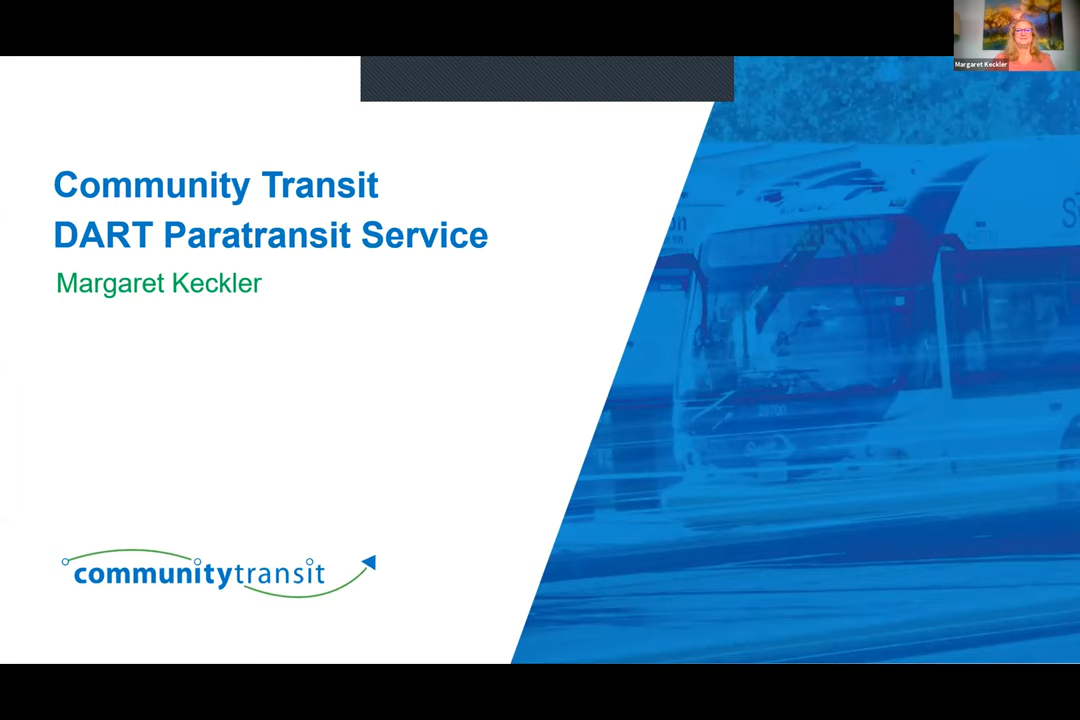 Margaret Keckler
Community Transit
DART Paratransit Service
Margaret Keckler
communitytransit